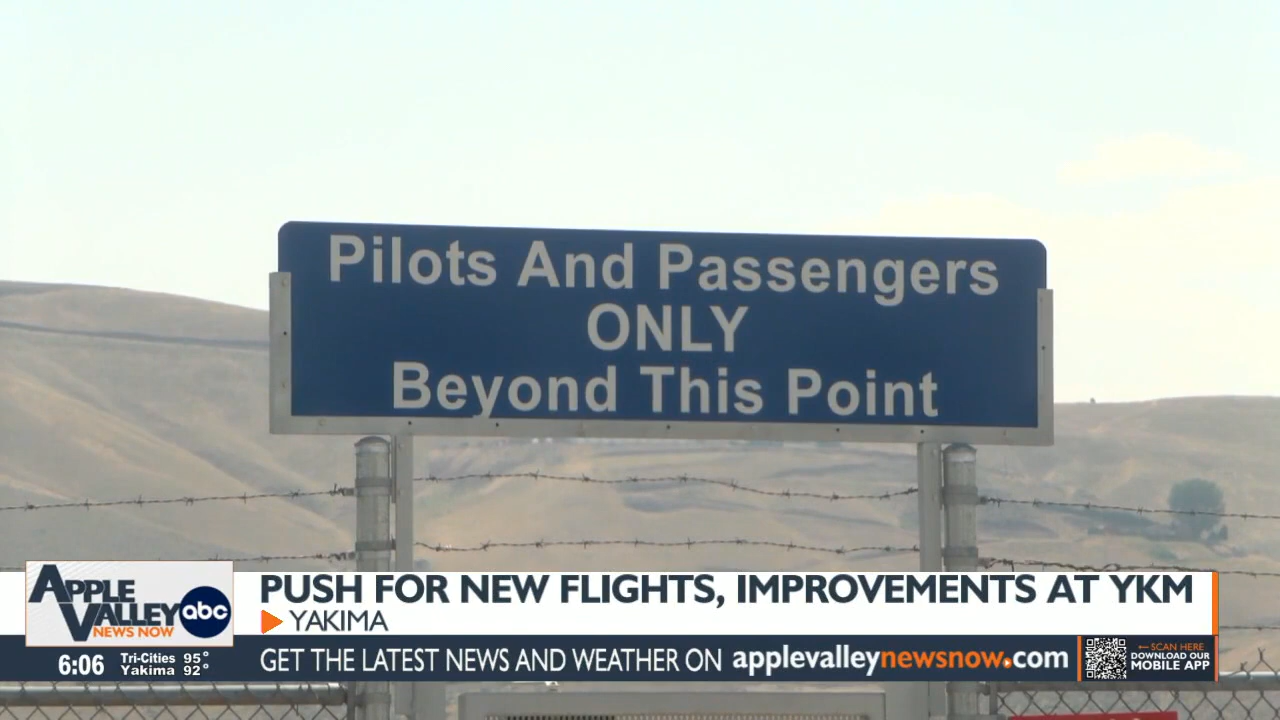 Pilots And Passengers
ONLY
Beyond This Point
APPLE
VALLEY abc
NEWS NOW
PUSH FOR NEW FLIGHTS, IMPROVEMENTS AT YKM
YAKIMA
6:06
Tri-Cities 95°
Yakima 92°
GET THE LATEST NEWS AND WEATHER ON applevalleynewsnow.com
SCAN HERE
DOWNLOAD OUR
MOBILE APP